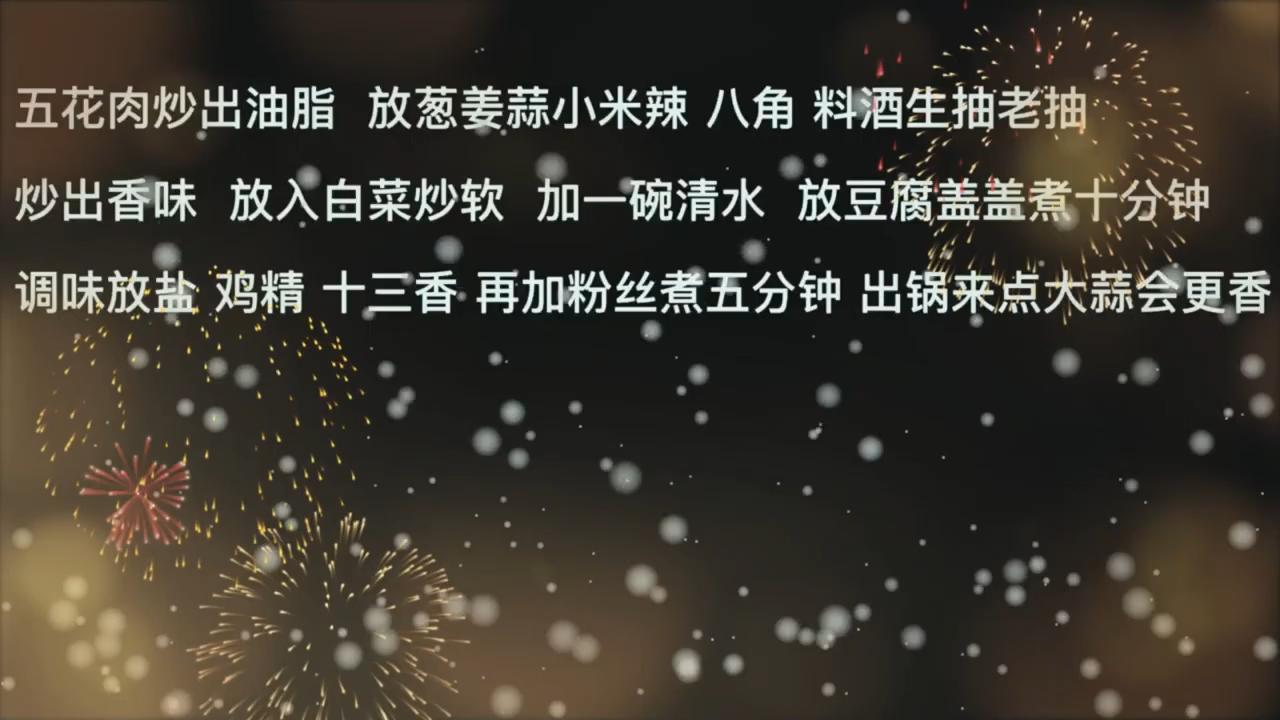 五花肉炒出油脂 放葱姜蒜小米辣 八角 料酒生抽老抽
炒出香味 放入白菜炒软 加一碗清水 放豆腐盖盖煮十分钟
调味放盐 鸡精 十三香 再加粉丝煮五分钟 出锅来点大蒜会更香